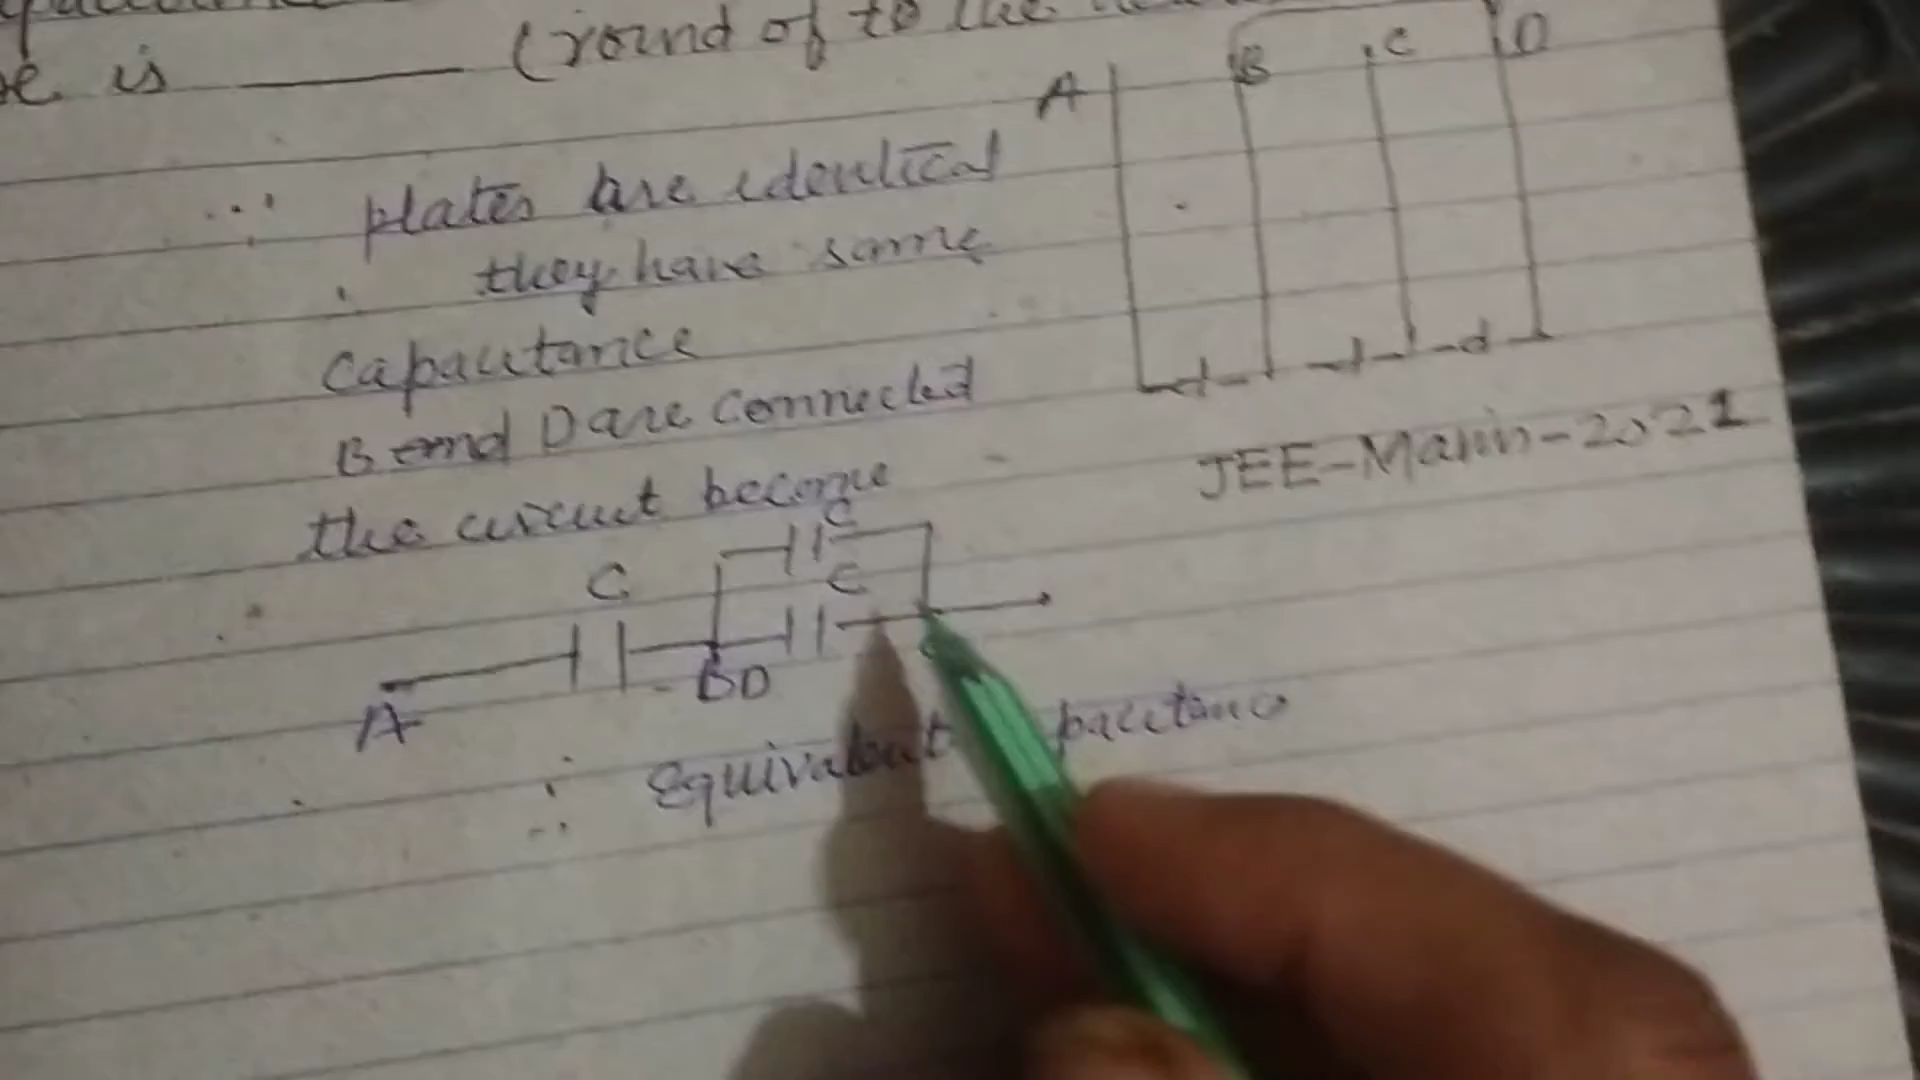 is ______ (round of to the
A B C D
∵ plates are identical
they have same
capacitance
B and D are connected
the circuit become
d
JEE-Main-2021
C
C
C
A
BD
∴ Equivalent